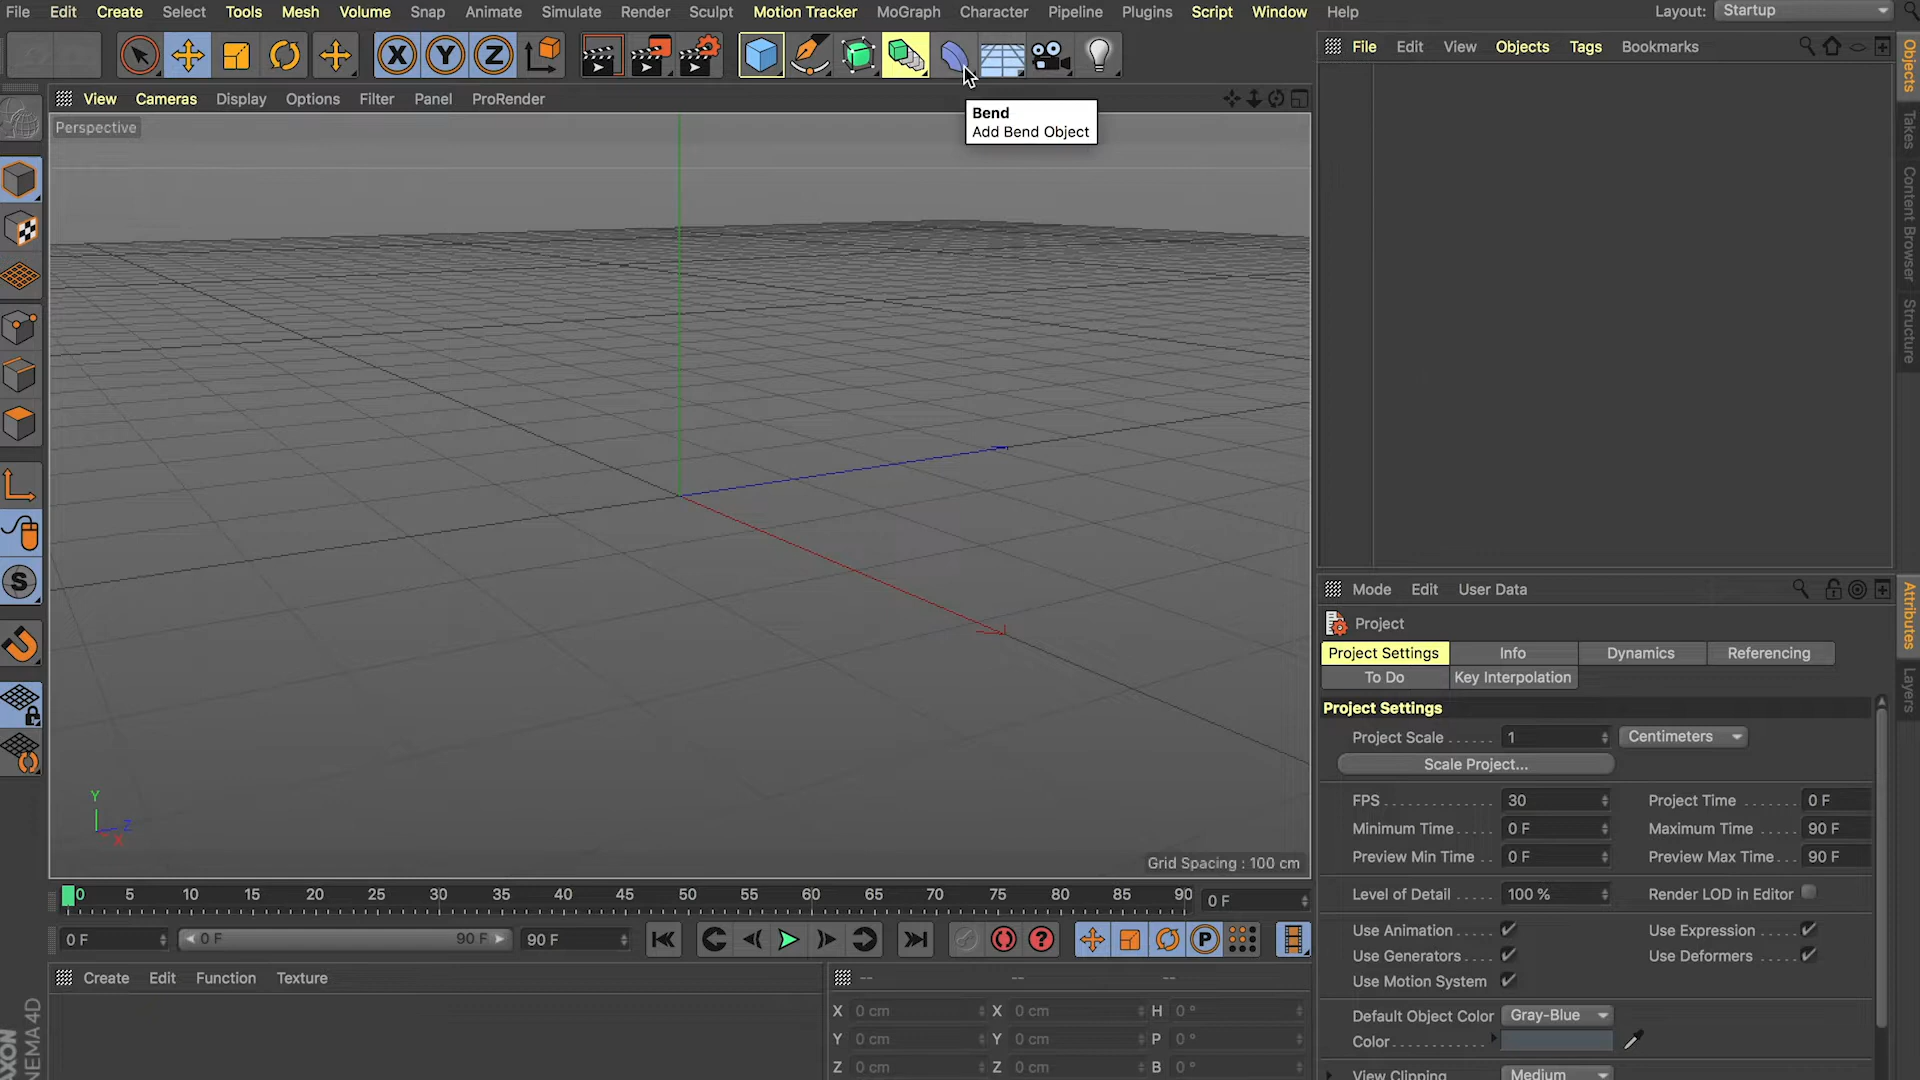 File Edit Create Select Tools Mesh Volume Snap Animate Simulate Render Sculpt Motion Tracker MoGraph Character Pipeline Plugins Script Window Help Layout: Startup
X Y Z
File Edit View Objects Tags Bookmarks
View Cameras Display Options Filter Panel ProRender
Bend
Add Bend Object
Perspective
Objects
Takes
Content Browser
Structure
Y
Z
X
Grid Spacing : 100 cm
Mode Edit User Data
Project
Project Settings Info Dynamics Referencing
To Do Key Interpolation
Project Settings
Project Scale 1 Centimeters
Scale Project...
FPS 30 Project Time 0 F
Minimum Time 0 F Maximum Time 90 F
Preview Min Time 0 F Preview Max Time 90 F
Level of Detail 100 % Render LOD in Editor
Use Animation Use Expression
Use Generators Use Deformers
Use Motion System
Default Object Color Gray-Blue
Color
View Clipping Medium
Attributes
Layers
S
0 5 10 15 20 25 30 35 40 45 50 55 60 65 70 75 80 85 90 0 F
0 F 0 F 90 F 90 F ? P
Create Edit Function Texture
-- -- --
X 0 cm X 0 cm H 0 °
Y 0 cm Y 0 cm P 0 °
Z 0 cm Z 0 cm B 0 °
AXON
NEMA 4D